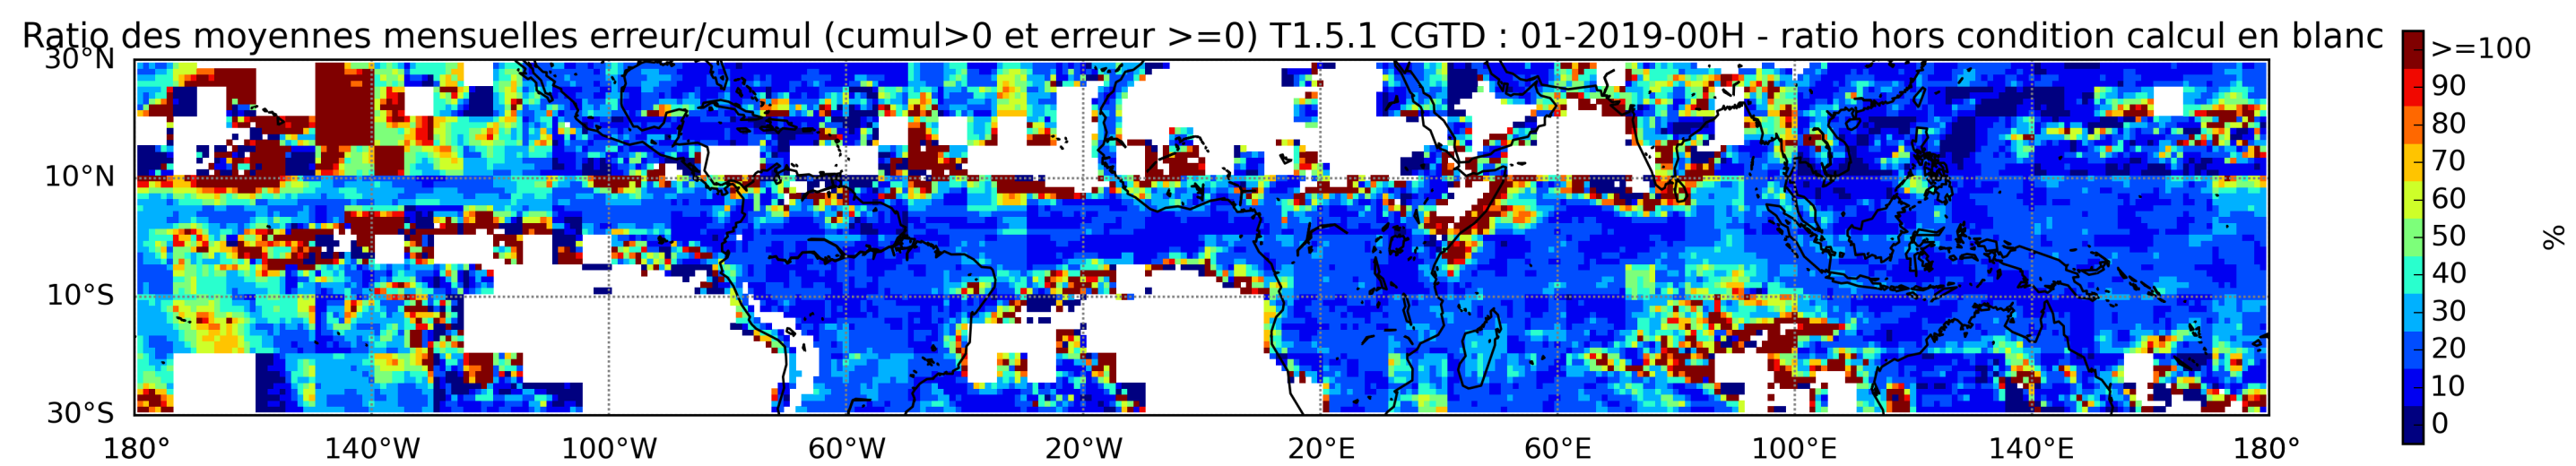 Ratio des moyennes mensuelles erreur/cumul (cumul>0 et erreur >=0) T1.5.1 CGTD : 01-2019-00H - ratio hors condition calcul en blanc
30°N
10°N
10°S
30°S
180°
140°W
100°W
60°W
20°W
20°E
60°E
100°E
140°E
180°
>=100
90
80
70
60
50
40
30
20
10
0
%